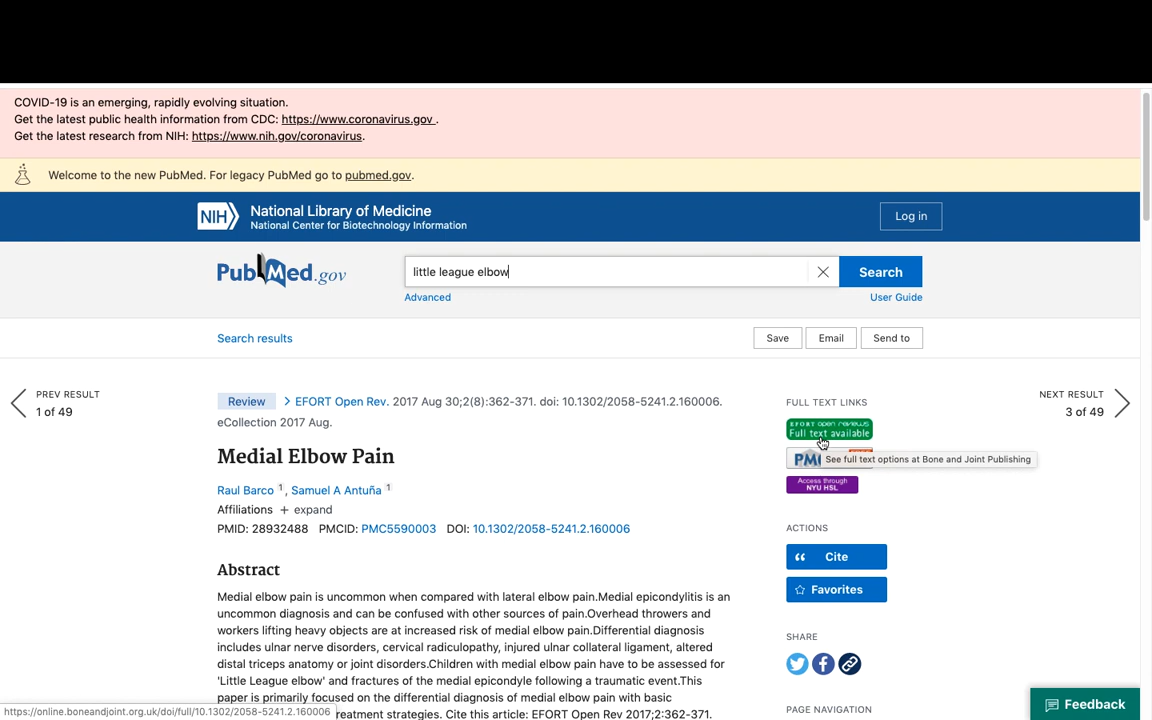 COVID-19 is an emerging, rapidly evolving situation.
Get the latest public health information from CDC: https://www.coronavirus.gov .
Get the latest research from NIH: https://www.nih.gov/coronavirus.
Welcome to the new PubMed. For legacy PubMed go to pubmed.gov.
NIH National Library of Medicine
National Center for Biotechnology Information
Log in
PubMed.gov
little league elbow
Search
Advanced
User Guide
Search results
Save
Email
Send to
PREV RESULT
1 of 49
NEXT RESULT
3 of 49
Review > EFORT Open Rev. 2017 Aug 30;2(8):362-371. doi: 10.1302/2058-5241.2.160006.
eCollection 2017 Aug.
Medial Elbow Pain
Raul Barco 1 , Samuel A Antuña 1
Affiliations + expand
PMID: 28932488 PMCID: PMC5590003 DOI: 10.1302/2058-5241.2.160006
Abstract
Medial elbow pain is uncommon when compared with lateral elbow pain.Medial epicondylitis is an
uncommon diagnosis and can be confused with other sources of pain.Overhead throwers and
workers lifting heavy objects are at increased risk of medial elbow pain.Differential diagnosis
includes ulnar nerve disorders, cervical radiculopathy, injured ulnar collateral ligament, altered
distal triceps anatomy or joint disorders.Children with medial elbow pain have to be assessed for
'Little League elbow' and fractures of the medial epicondyle following a traumatic event.This
paper is primarily focused on the differential diagnosis of medial elbow pain with basic
reatment strategies. Cite this article: EFORT Open Rev 2017;2:362-371.
FULL TEXT LINKS
EFORT open reviews
Full text available
PMC
See full text options at Bone and Joint Publishing
Access through
NYU HSL
ACTIONS
Cite
Favorites
SHARE
PAGE NAVIGATION
Feedback
https://online.boneandjoint.org.uk/doi/full/10.1302/2058-5241.2.160006